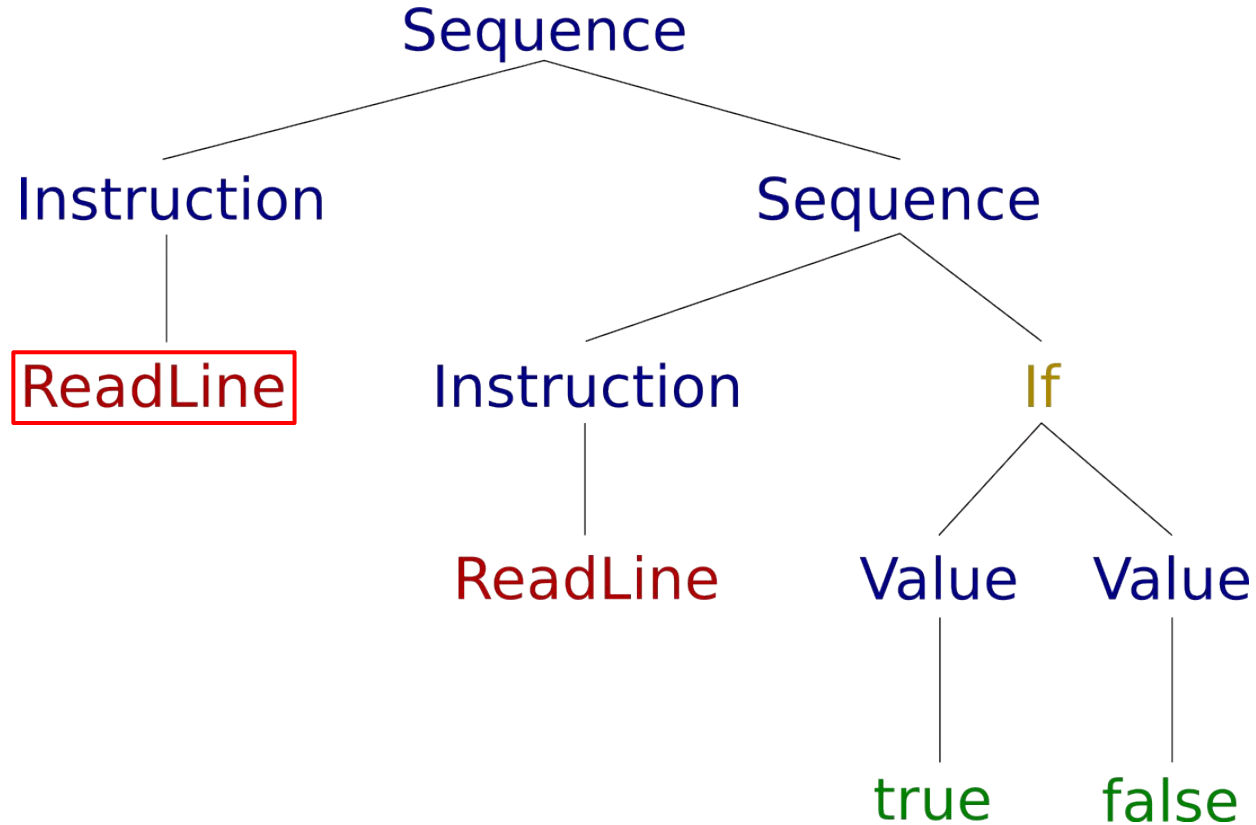 Sequence
Instruction Sequence
ReadLine Instruction If
ReadLine Value Value
true false